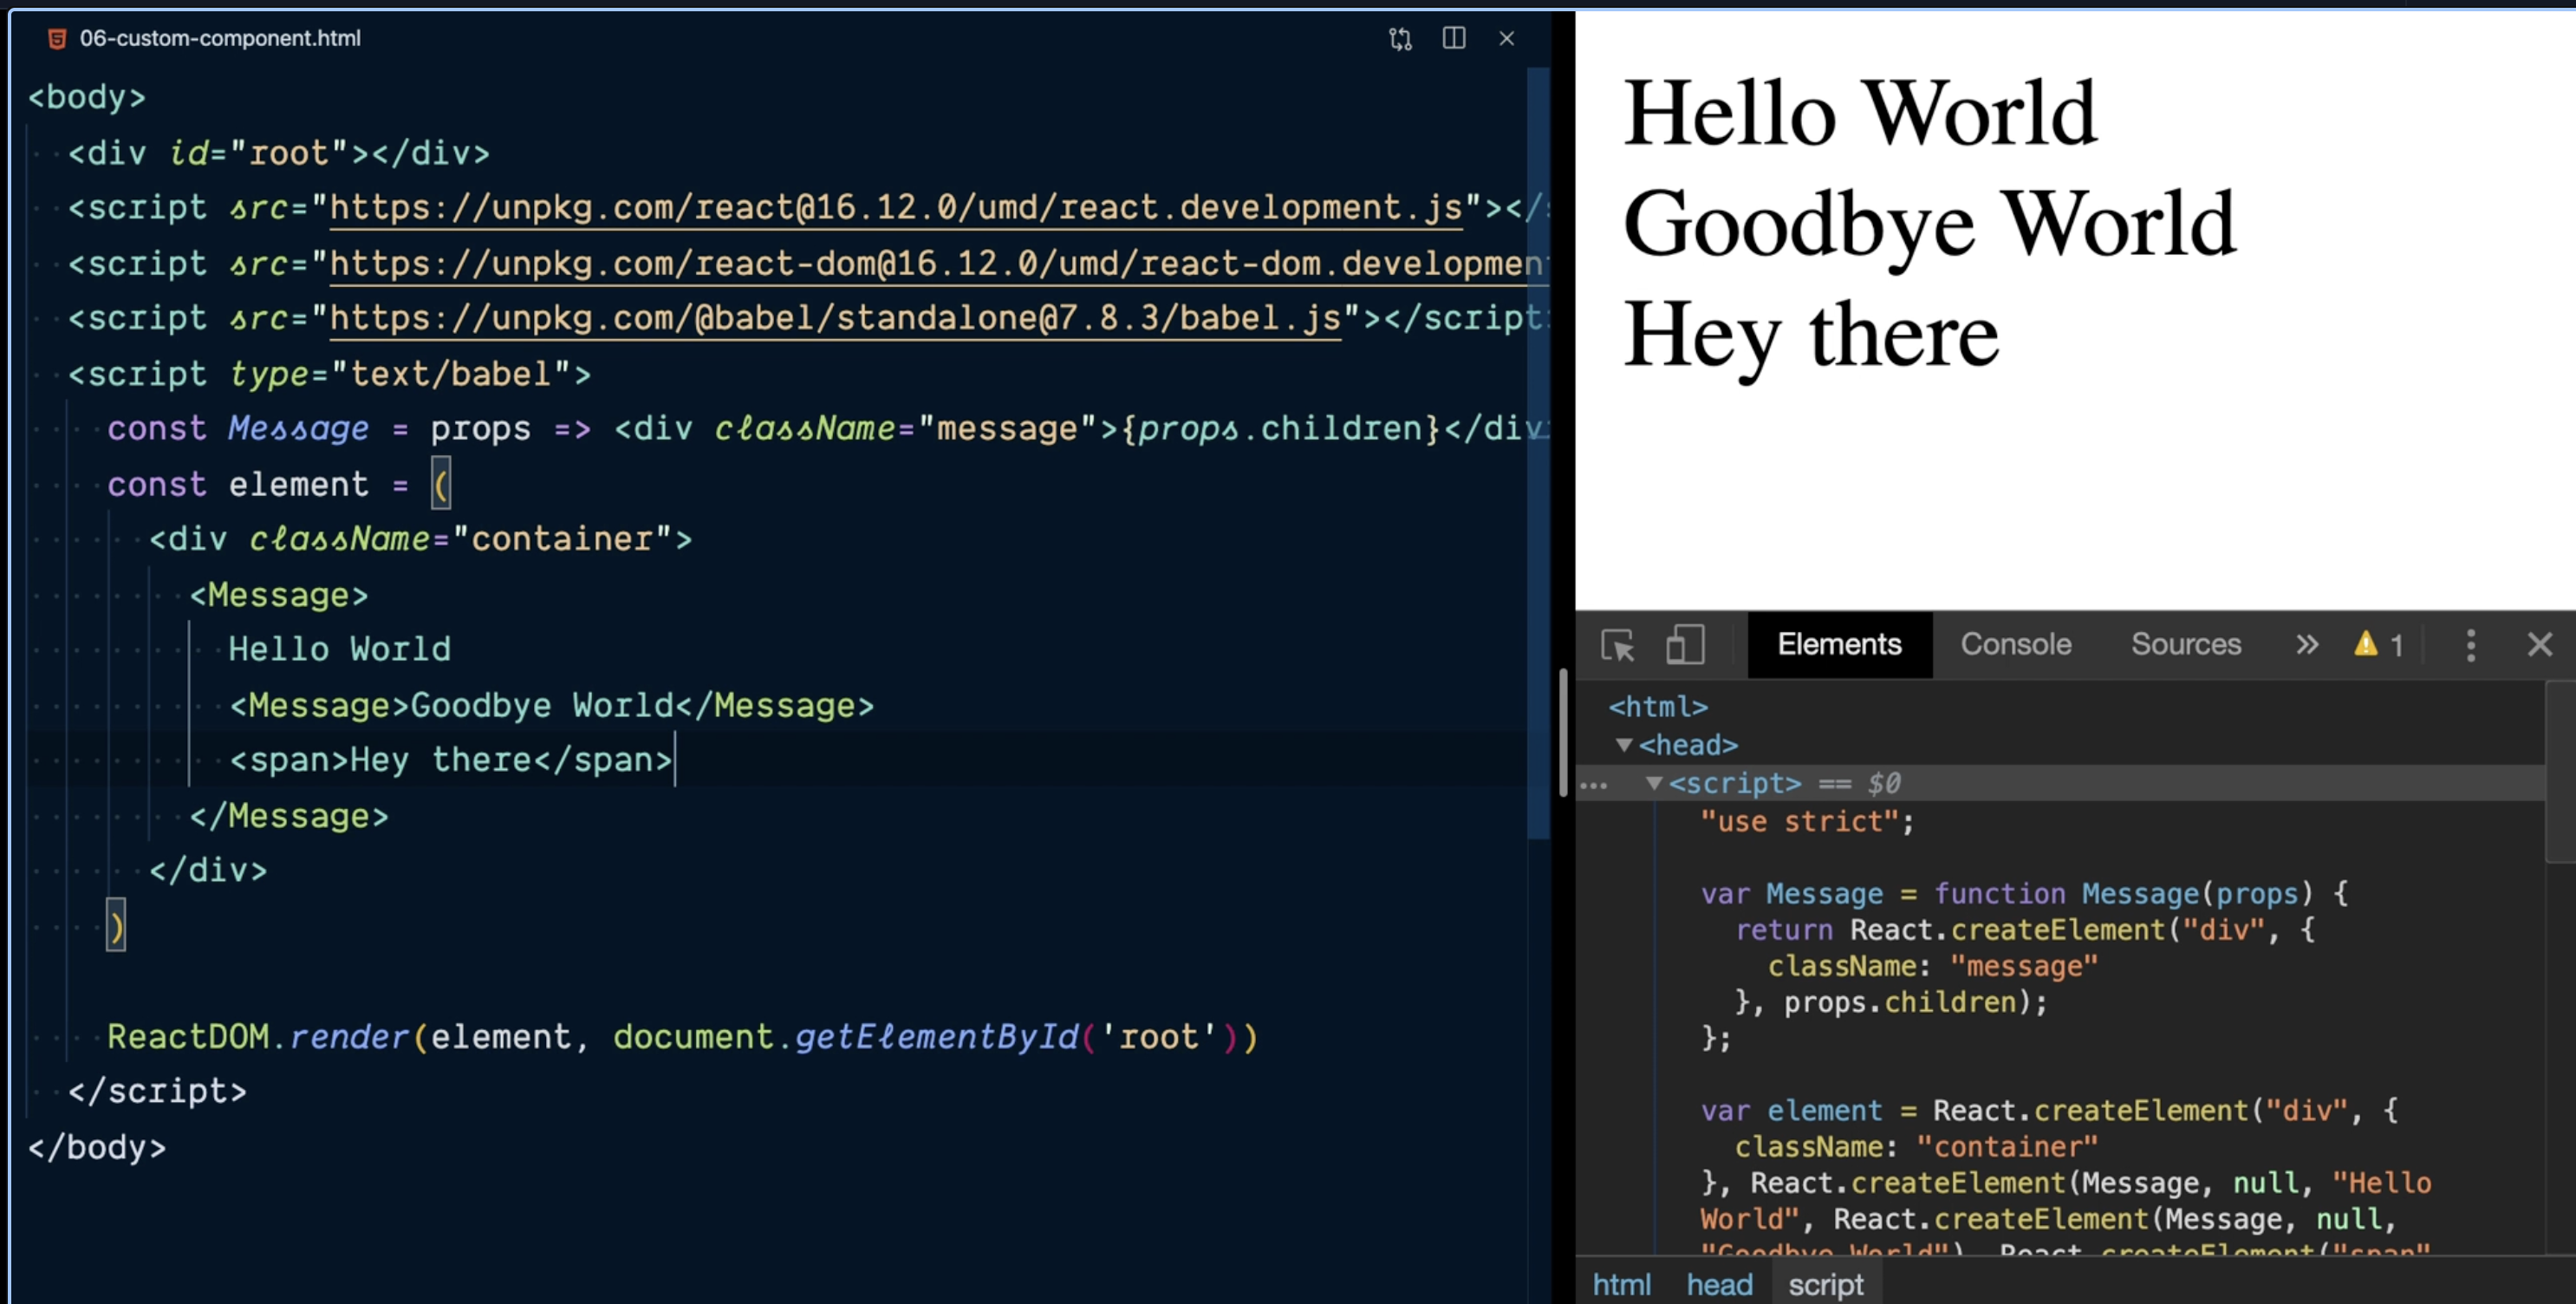 06-custom-component.html
<body>
<div id="root"></div>
<script src="https://unpkg.com/react@16.12.0/umd/react.development.js"></
<script src="https://unpkg.com/react-dom@16.12.0/umd/react-dom.developmen
<script src="https://unpkg.com/@babel/standalone@7.8.3/babel.js"></script
<script type="text/babel">
const Message = props => <div className="message">{props.children}</div>
const element = (
<div className="container">
<Message>
Hello World
<Message>Goodbye World</Message>
<span>Hey there</span>
</Message>
</div>
)
ReactDOM.render(element, document.getElementById('root'))
</script>
</body>
Hello World
Goodbye World
Hey there
Elements Console Sources » 1
<html>
<head>
<script> == $0
"use strict";
var Message = function Message(props) {
return React.createElement("div", {
className: "message"
}, props.children);
};
var element = React.createElement("div", {
className: "container"
}, React.createElement(Message, null, "Hello
World", React.createElement(Message, null,
"Goodbye World"), React.createElement("span"
html head script